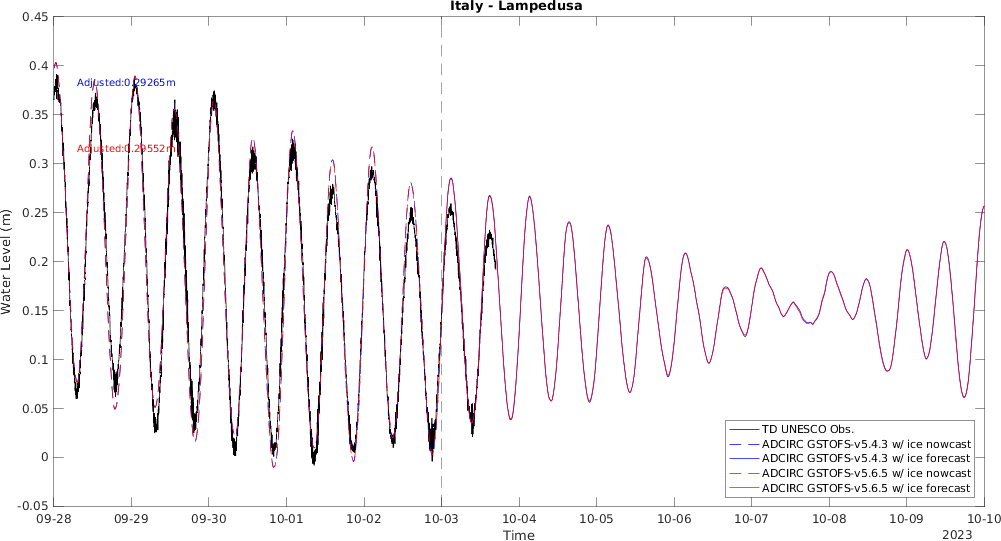 Italy - Lampedusa
Water Level (m)
0.45
0.4
0.35
0.3
0.25
0.2
0.15
0.1
0.05
0
-0.05
Adjusted:0.29265m
Adjusted:0.29552m
TD UNESCO Obs.
ADCIRC GSTOFS-v5.4.3 w/ ice nowcast
ADCIRC GSTOFS-v5.4.3 w/ ice forecast
ADCIRC GSTOFS-v5.6.5 w/ ice nowcast
ADCIRC GSTOFS-v5.6.5 w/ ice forecast
09-28 09-29 09-30 10-01 10-02 10-03 10-04 10-05 10-06 10-07 10-08 10-09 10-10
Time
2023